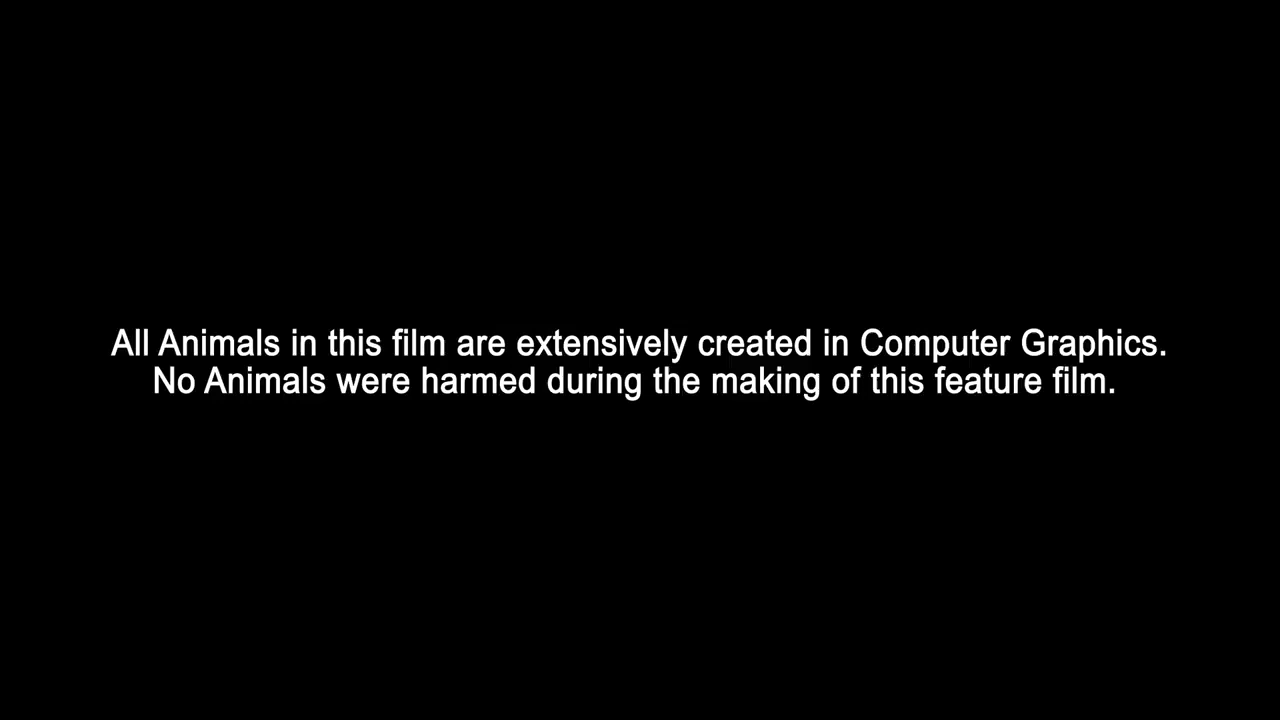 All Animals in this film are extensively created in Computer Graphics.
No Animals were harmed during the making of this feature film.